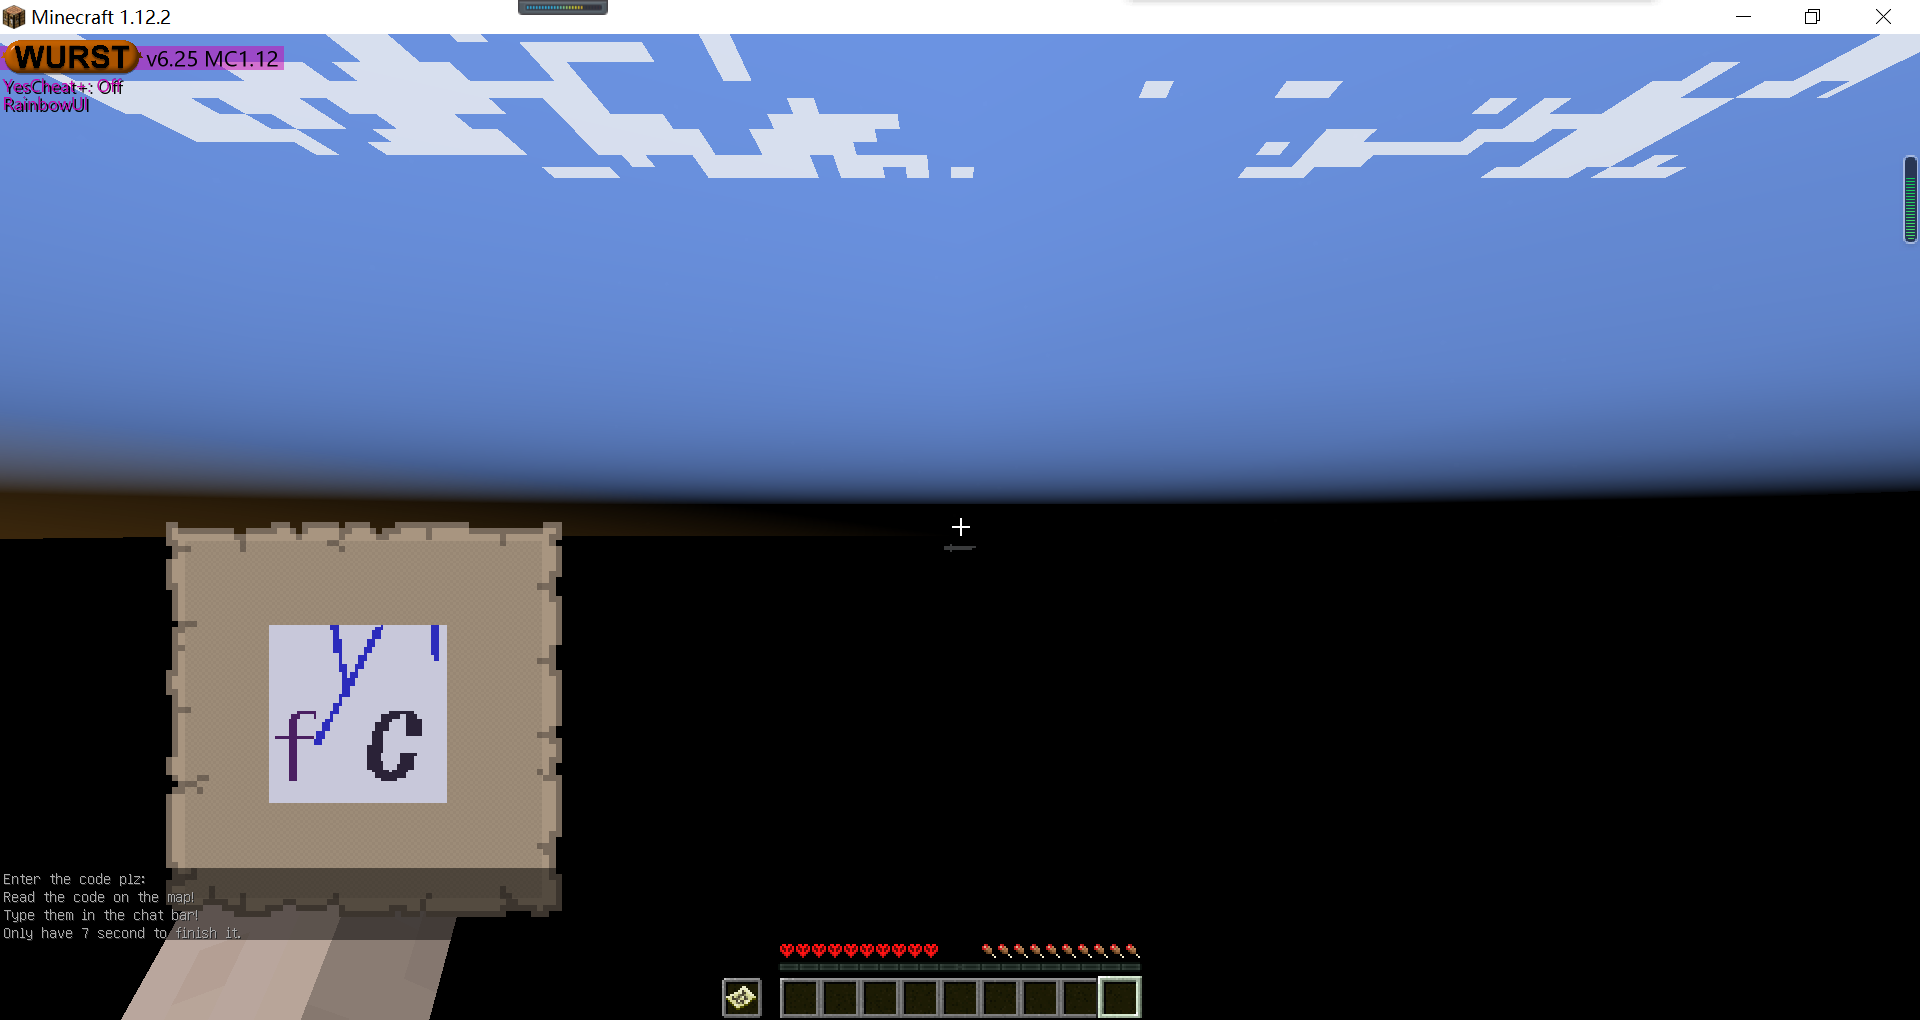 Minecraft 1.12.2
WURST v6.25 MC1.12
YesCheat+: Off
RainbowUI
y
f C
Enter the code plz:
Read the code on the map!
Type them in the chat bar!
Only have 7 second to finish it.